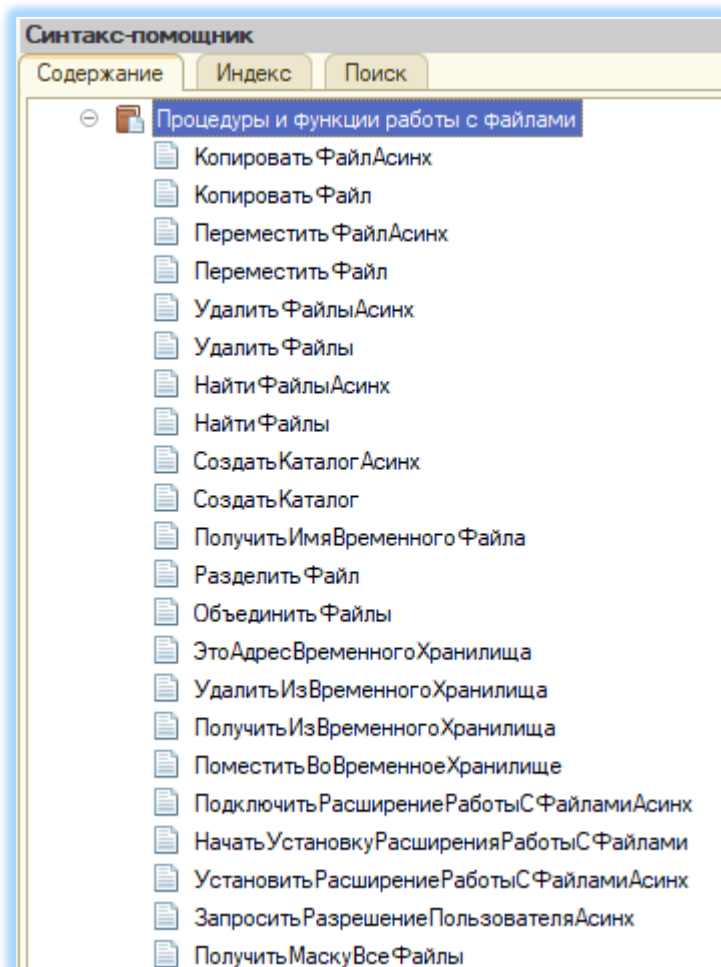 Синтакс-помощник
Содержание Индекс Поиск
Процедуры и функции работы с файлами
КопироватьФайлАсинх
КопироватьФайл
ПереместитьФайлАсинх
ПереместитьФайл
УдалитьФайлыАсинх
УдалитьФайлы
НайтиФайлыАсинх
НайтиФайлы
СоздатьКаталогАсинх
СоздатьКаталог
ПолучитьИмяВременногоФайла
РазделитьФайл
ОбъединитьФайлы
ЭтоАдресВременногоХранилища
УдалитьИзВременногоХранилища
ПолучитьИзВременногоХранилища
ПоместитьВоВременноеХранилище
ПодключитьРасширениеРаботыСФайламиАсинх
НачатьУстановкуРасширенияРаботыСФайлами
УстановитьРасширениеРаботыСФайламиАсинх
ЗапроситьРазрешениеПользователяАсинх
ПолучитьМаскуВсеФайлы